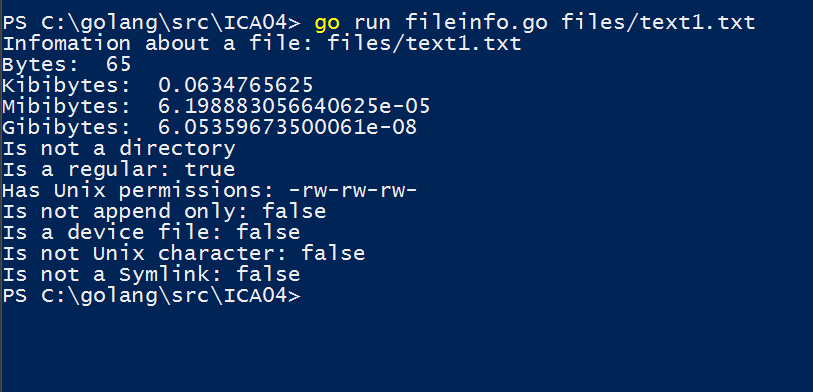 PS C:\golang\src\ICA04> go run fileinfo.go files/text1.txt
Infomation about a file: files/text1.txt
Bytes:  65
Kibibytes:  0.0634765625
Mibibytes:  6.198883056640625e-05
Gibibytes:  6.05359673500061e-08
Is not a directory
Is a regular: true
Has Unix permissions: -rw-rw-rw-
Is not append only: false
Is a device file: false
Is not Unix character: false
Is not a Symlink: false
PS C:\golang\src\ICA04>